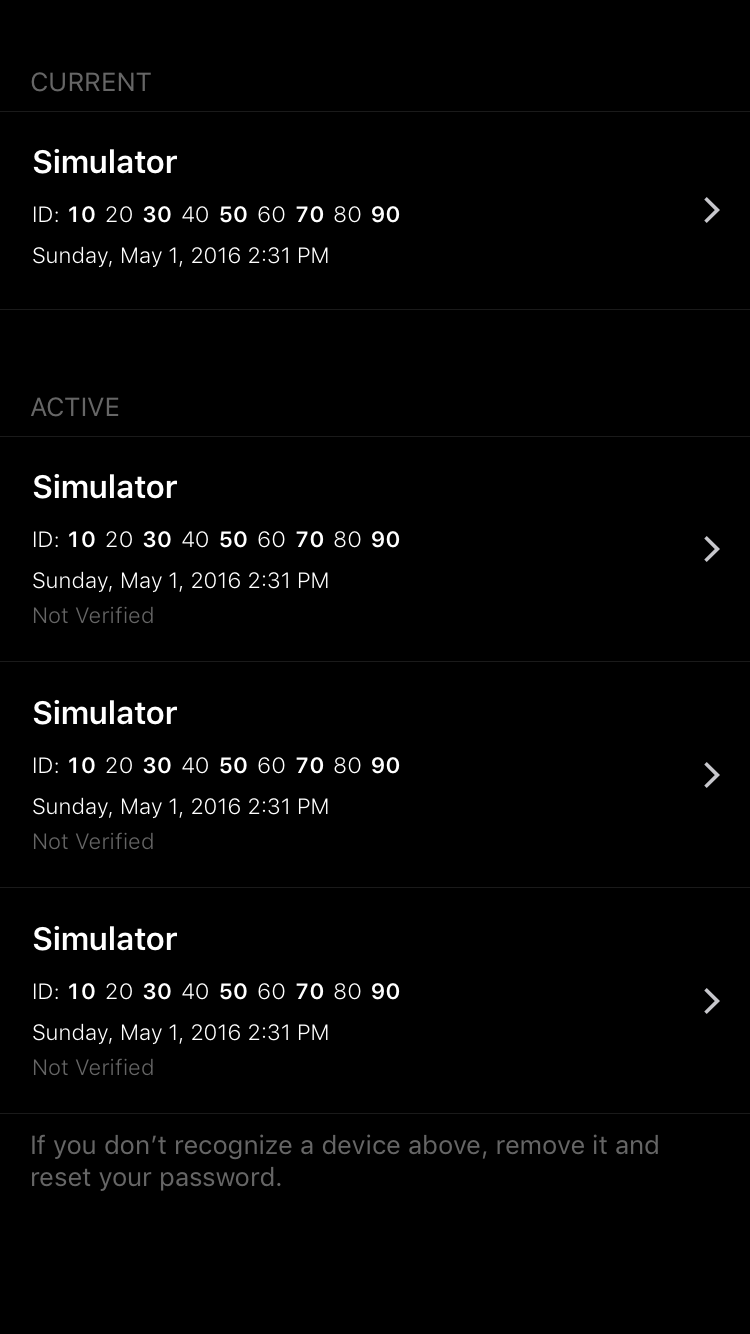 CURRENT
Simulator
ID: 10 20 30 40 50 60 70 80 90
Sunday, May 1, 2016 2:31 PM
ACTIVE
Simulator
ID: 10 20 30 40 50 60 70 80 90
Sunday, May 1, 2016 2:31 PM
Not Verified
Simulator
ID: 10 20 30 40 50 60 70 80 90
Sunday, May 1, 2016 2:31 PM
Not Verified
Simulator
ID: 10 20 30 40 50 60 70 80 90
Sunday, May 1, 2016 2:31 PM
Not Verified
If you don’t recognize a device above, remove it and
reset your password.